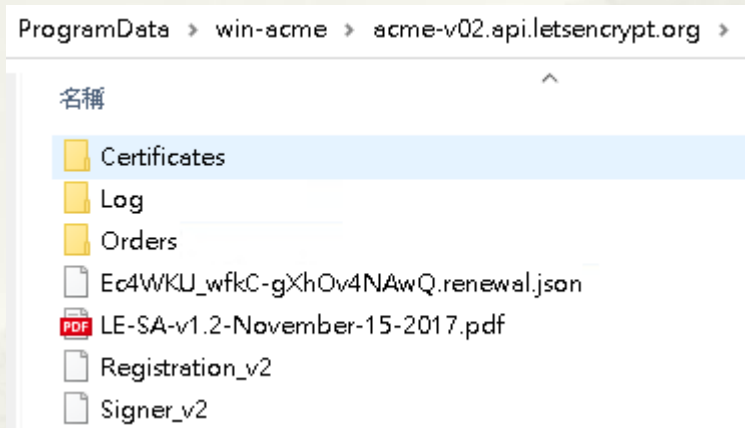 ProgramData > win-acme > acme-v02.api.letsencrypt.org >
名稱
Certificates
Log
Orders
Ec4WKU_wfkC-gXhOv4NAwQ.renewal.json
PDF LE-SA-v1.2-November-15-2017.pdf
Registration_v2
Signer_v2